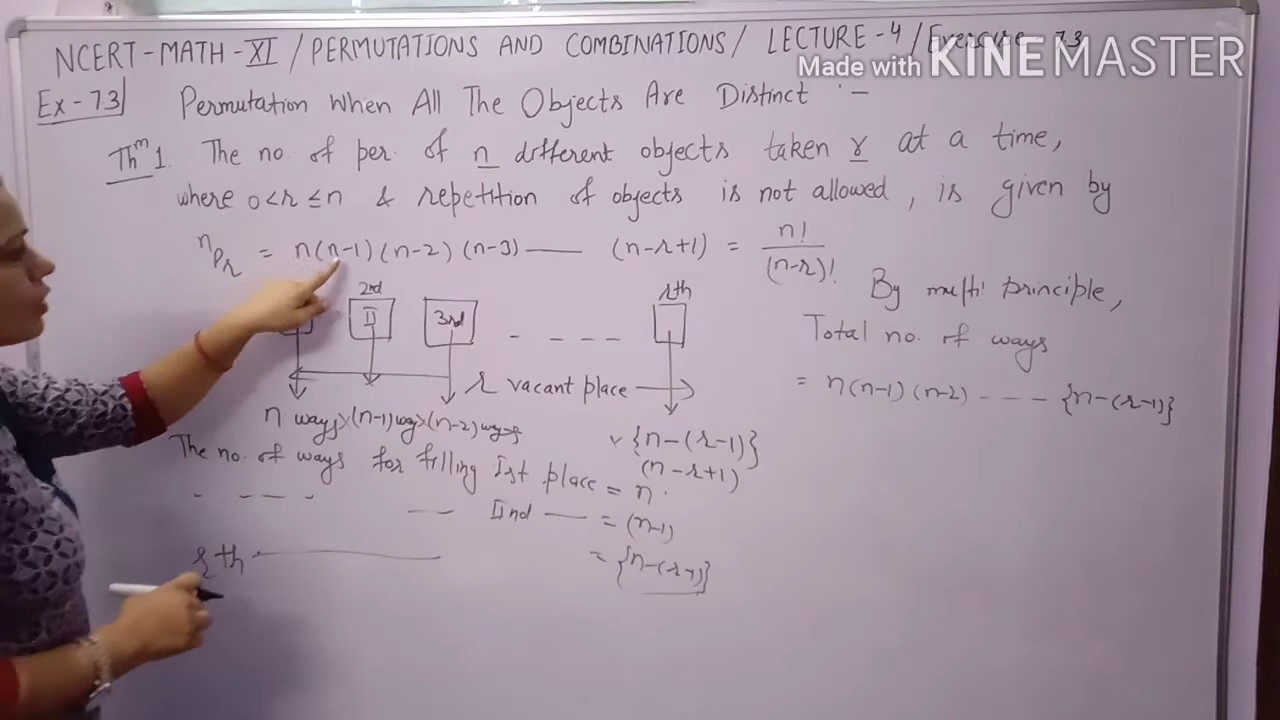 NCERT-MATH-XI / PERMUTATIONS AND COMBINATIONS / LECTURE-4 / Exercise 7.3
Made with KINEMASTER
Ex-7.3 Permutation When All The Objects Are Distinct :-
Thm 1. The no. of per. of n different objects taken r at a time,
where 0<r≤n & repetition of objects is not allowed, is given by
nPr = n(n-1)(n-2)(n-3)—— (n-r+1) = n!/(n-r)!
2nd rth
II 3rd - - - -
r vacant place
n ways×(n-1)ways×(n-2)ways × {n-(r-1)}
(n-r+1)
The no. of ways for filling Ist place = n.
- - - - — IInd — = (n-1)
rth —— = {n-(r-1)}
By multi. principle,
Total no. of ways
= n(n-1)(n-2) - - - - {n-(r-1)}